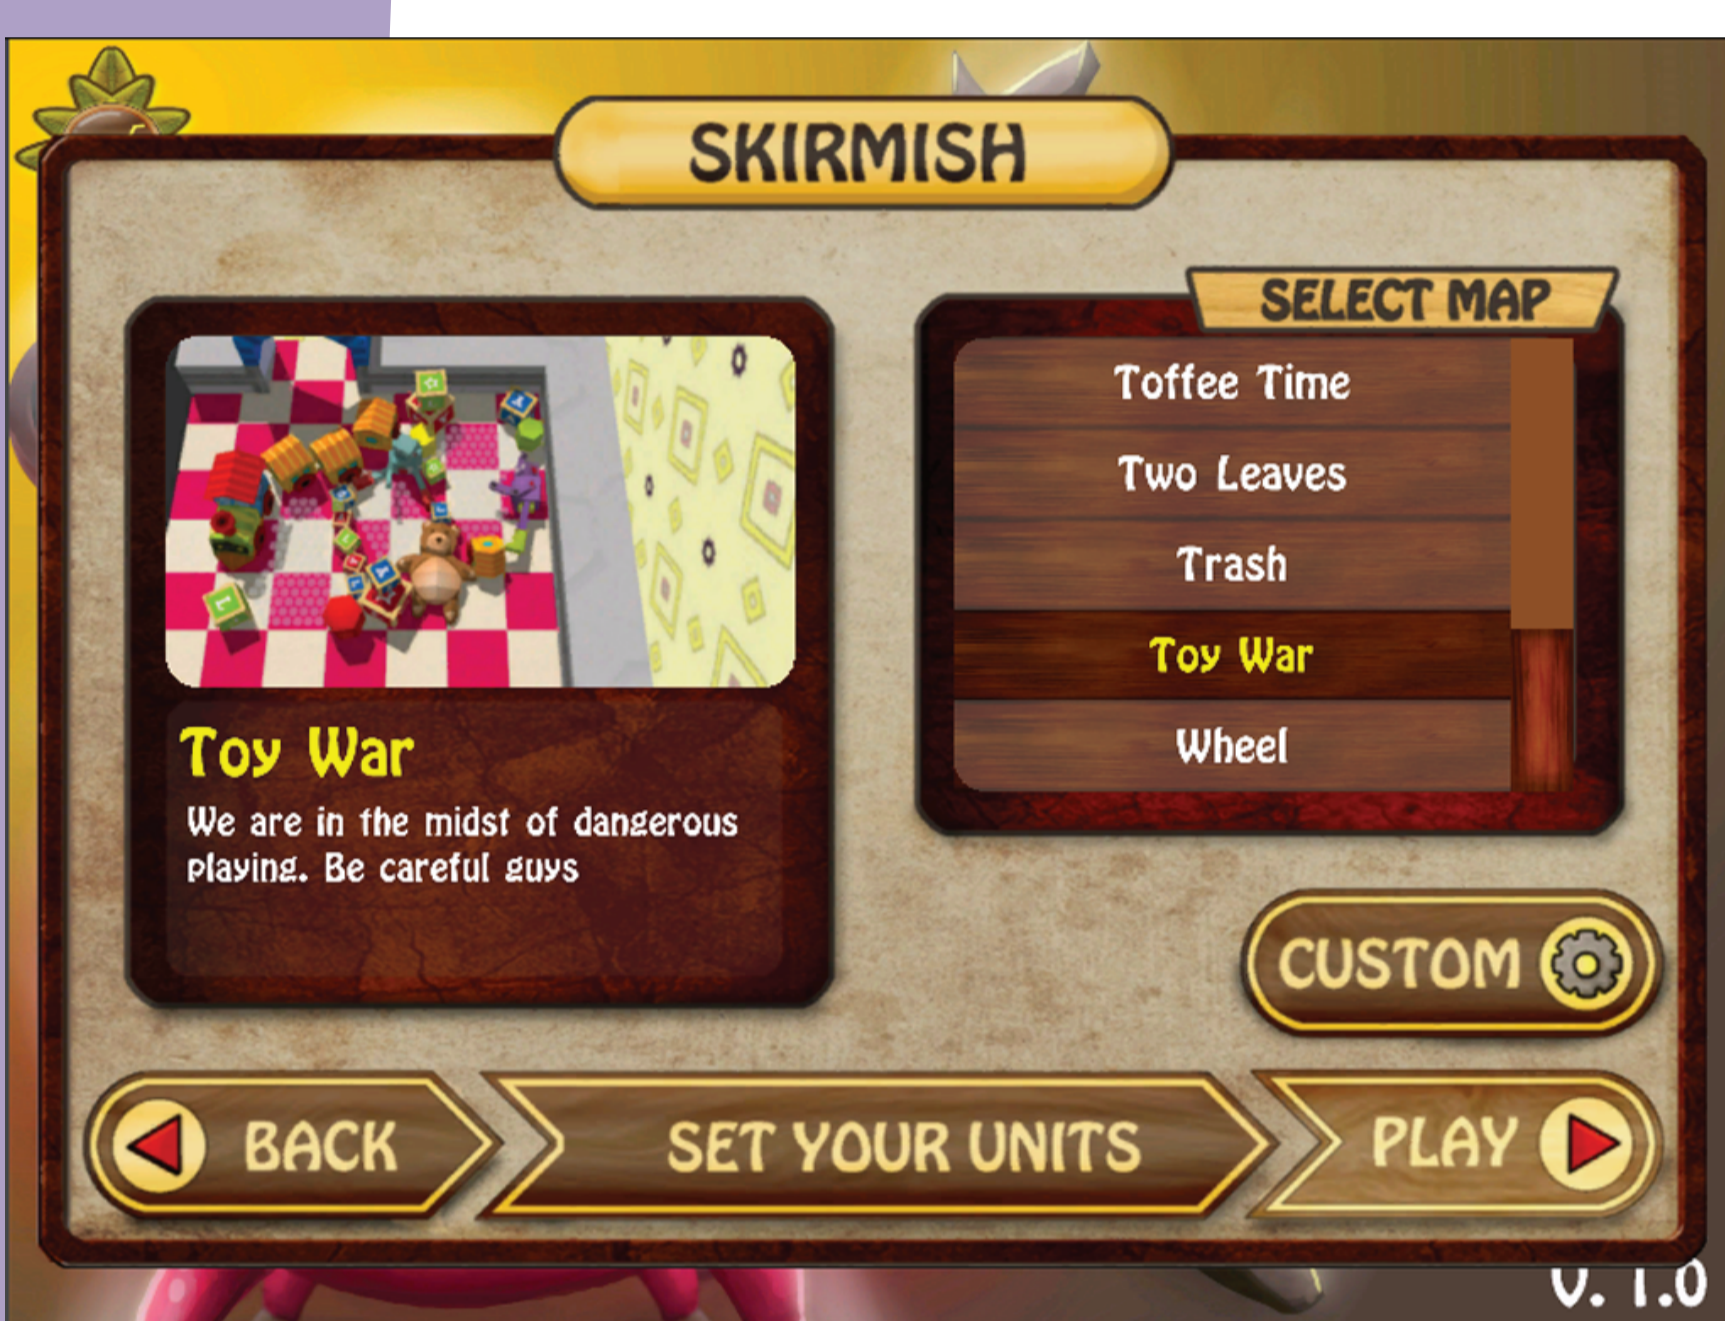 SKIRMISH
SELECT MAP
Toffee Time
Two Leaves
Trash
Toy War
Wheel
Toy War
We are in the midst of dangerous
playing. Be careful guys
CUSTOM
BACK
SET YOUR UNITS
PLAY
V. 1.0